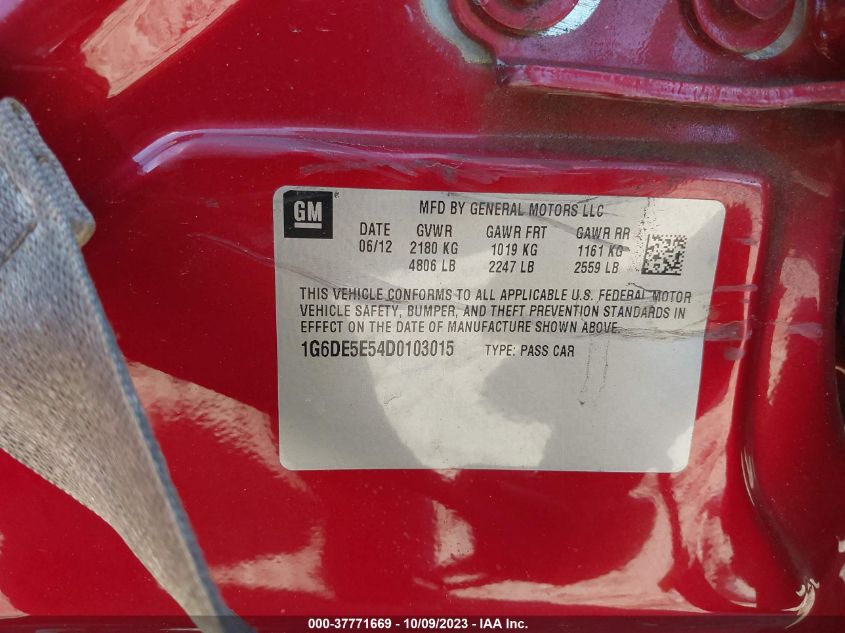 GM
MFD BY GENERAL MOTORS LLC
DATE GVWR GAWR FRT GAWR RR
06/12 2180 KG 1019 KG 1161 KG
4806 LB 2247 LB 2559 LB
THIS VEHICLE CONFORMS TO ALL APPLICABLE U.S. FEDERAL MOTOR
VEHICLE SAFETY, BUMPER, AND THEFT PREVENTION STANDARDS IN
EFFECT ON THE DATE OF MANUFACTURE SHOWN ABOVE.
1G6DE5E54D0103015 TYPE: PASS CAR
000-37771669 - 10/09/2023 - IAA Inc.